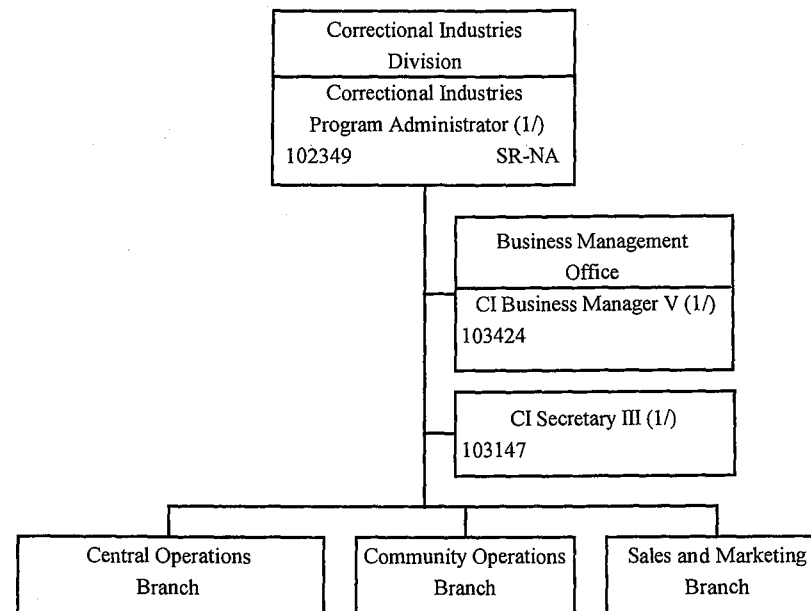 Correctional Industries
Division
Correctional Industries
Program Administrator (1/)
102349 SR-NA
Business Management
Office
CI Business Manager V (1/)
103424
CI Secretary III (1/)
103147
Central Operations
Branch
Community Operations
Branch
Sales and Marketing
Branch